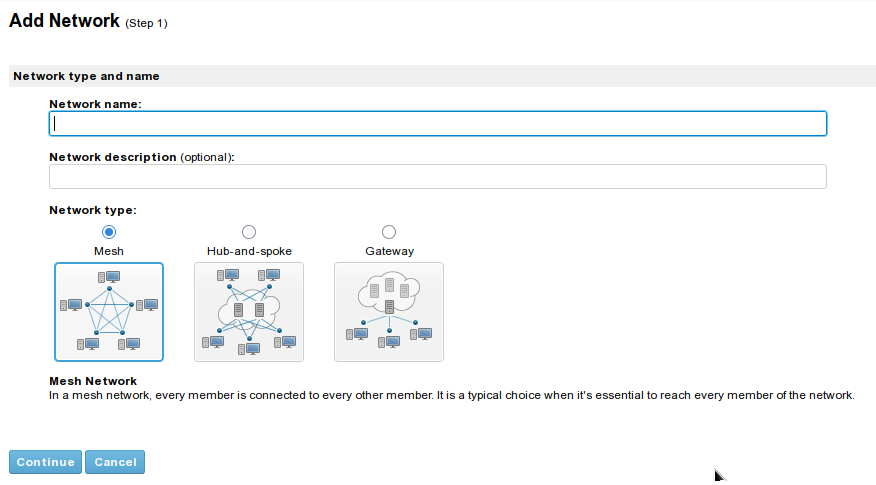 Add Network (Step 1)
Network type and name
Network name:
Network description (optional):
Network type:
Mesh Hub-and-spoke Gateway
Mesh Network
In a mesh network, every member is connected to every other member. It is a typical choice when it's essential to reach every member of the network.
Continue Cancel